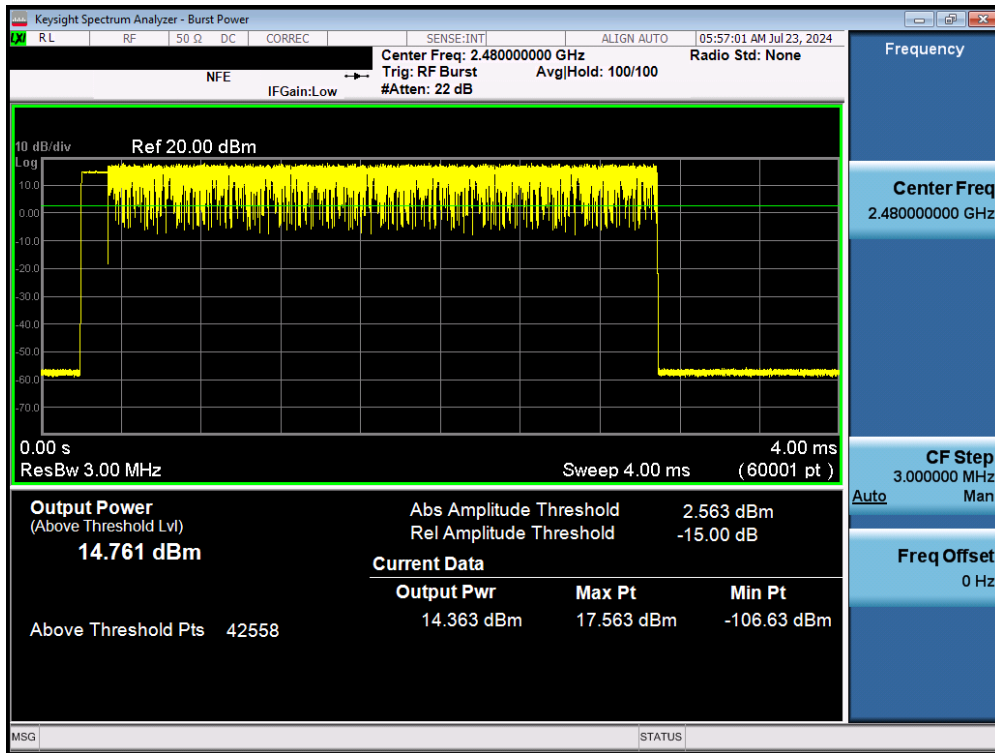 Keysight Spectrum Analyzer - Burst Power
LXI RL RF 50 Ω DC CORREC SENSE:INT ALIGN AUTO 05:57:01 AM Jul 23, 2024
Center Freq: 2.480000000 GHz Radio Std: None
NFE Trig: RF Burst Avg|Hold: 100/100
IFGain:Low #Atten: 22 dB
10 dB/div Ref 20.00 dBm
Log
10.0
0.00
-10.0
-20.0
-30.0
-40.0
-50.0
-60.0
-70.0
0.00 s 4.00 ms
ResBw 3.00 MHz Sweep 4.00 ms (60001 pt )
Output Power
(Above Threshold Lvl)
14.761 dBm
Above Threshold Pts 42558
Abs Amplitude Threshold 2.563 dBm
Rel Amplitude Threshold -15.00 dB
Current Data
Output Pwr Max Pt Min Pt
14.363 dBm 17.563 dBm -106.63 dBm
Frequency
Center Freq
2.480000000 GHz
CF Step
3.000000 MHz
Auto Man
Freq Offset
0 Hz
MSG STATUS